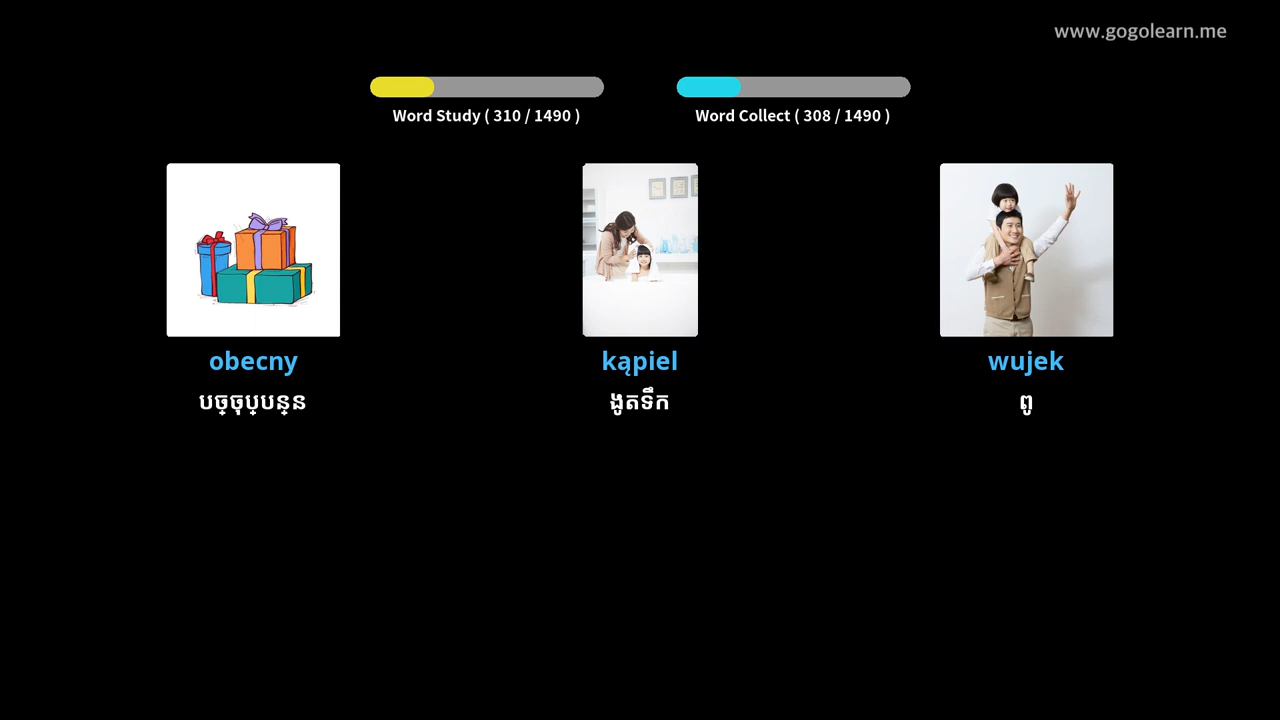 www.gogolearn.me
Word Study ( 310 / 1490 )
Word Collect ( 308 / 1490 )
obecny
បច្ចុប្បន្ន
kąpiel
ងូតទឹក
wujek
ពូ